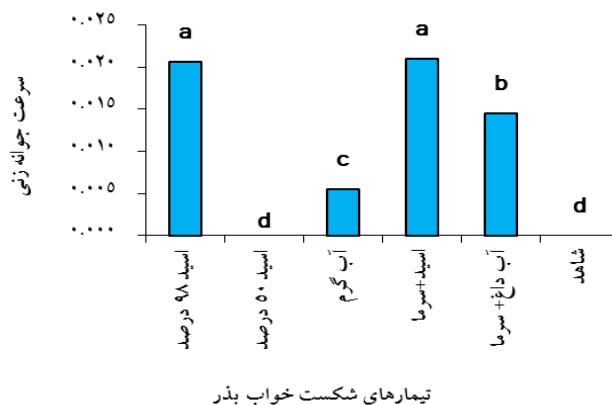 ۰.۰۲۵
۰.۰۲۰
۰.۰۱۵
۰.۰۱۰
۰.۰۰۵
۰.۰۰۰
سرعت جوانه زنی
a
d
c
a
b
d
اسید ۹۸ درصد
اسید ۵۰ درصد
آب گرم
اسید+سرما
آب داغ+ سرما
شاهد
تیمارهای شکست خواب بذر